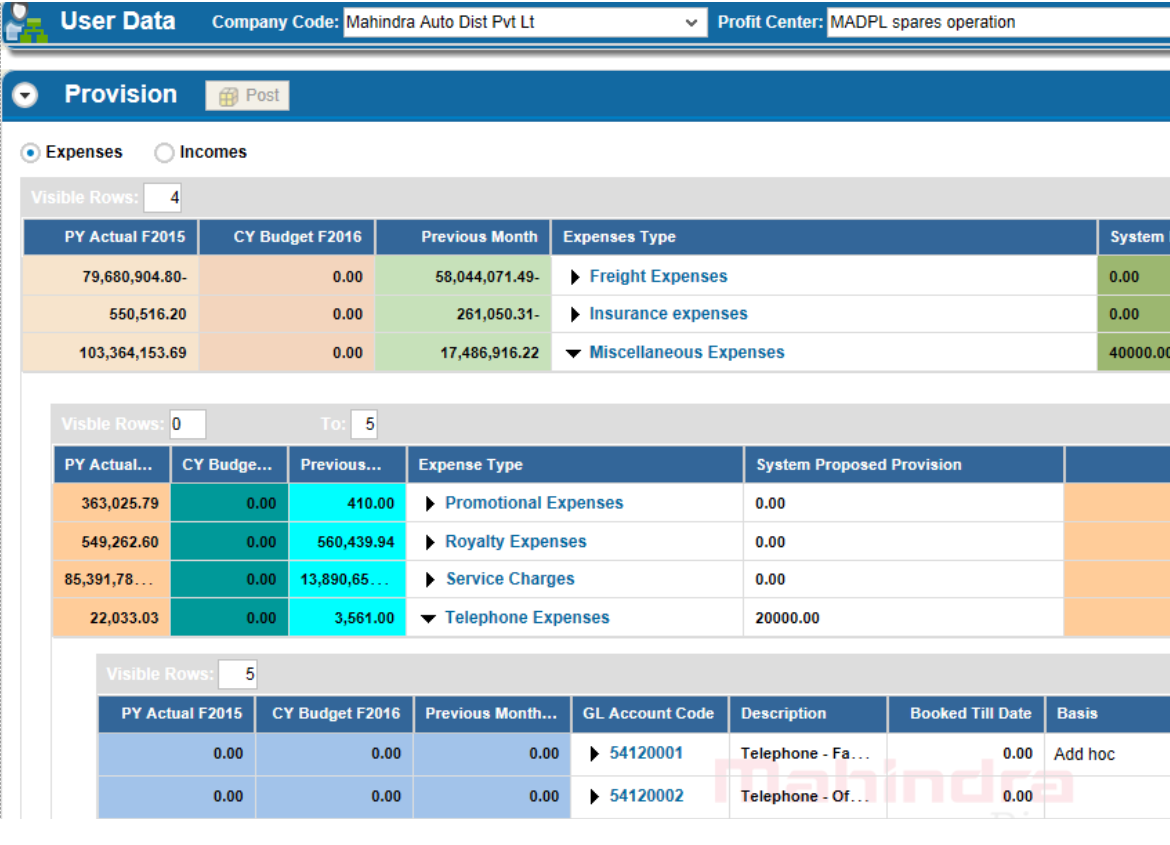 User Data Company Code: Mahindra Auto Dist Pvt Lt Profit Center: MADPL spares operation
Provision Post
Expenses Incomes
Visible Rows: 4
PY Actual F2015 CY Budget F2016 Previous Month Expenses Type System
79,680,904.80- 0.00 58,044,071.49- Freight Expenses 0.00
550,516.20 0.00 261,050.31- Insurance expenses 0.00
103,364,153.69 0.00 17,486,916.22 Miscellaneous Expenses 40000.00
Visble Rows: 0 To: 5
PY Actual... CY Budge... Previous... Expense Type System Proposed Provision
363,025.79 0.00 410.00 Promotional Expenses 0.00
549,262.60 0.00 560,439.94 Royalty Expenses 0.00
85,391,78... 0.00 13,890,65... Service Charges 0.00
22,033.03 0.00 3,561.00 Telephone Expenses 20000.00
Visible Rows: 5
PY Actual F2015 CY Budget F2016 Previous Month... GL Account Code Description Booked Till Date Basis
0.00 0.00 0.00 54120001 Telephone - Fa... 0.00 Add hoc
Mahindra
0.00 0.00 0.00 54120002 Telephone - Of... 0.00